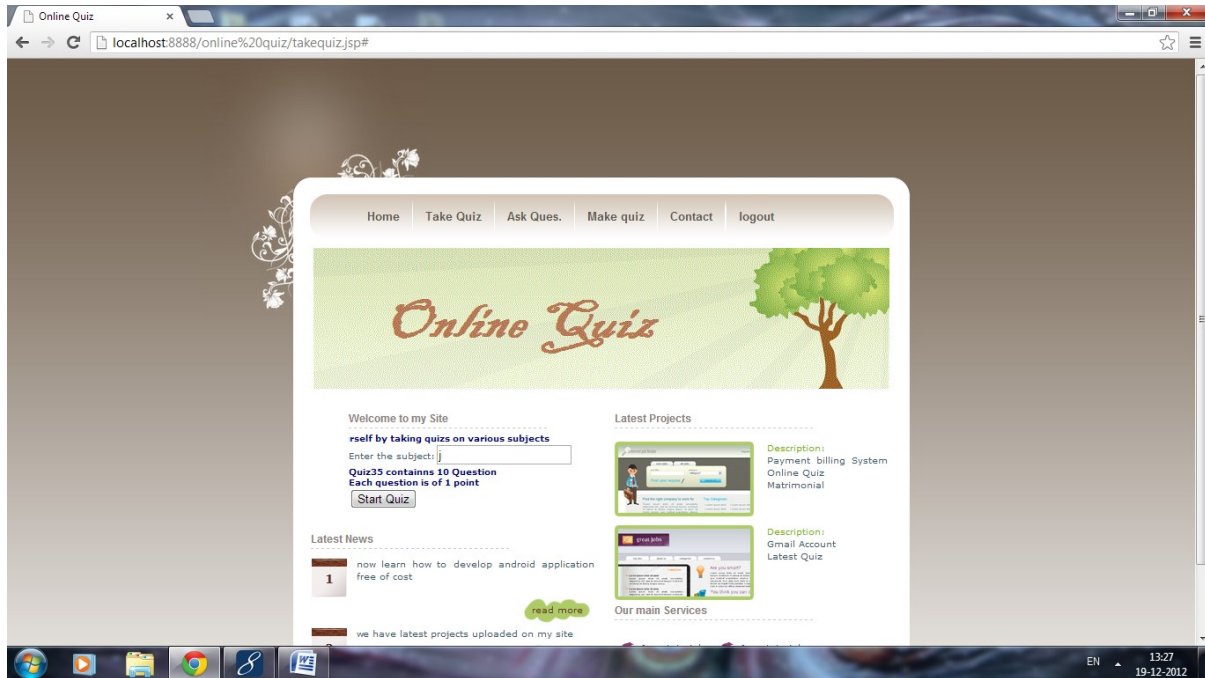 Online Quiz
localhost:8888/online%20quiz/takequiz.jsp#
Home Take Quiz Ask Ques. Make quiz Contact logout
Online Quiz
Welcome to my Site
rself by taking quizs on various subjects
Enter the subject: j
Quiz35 containns 10 Question
Each question is of 1 point
Start Quiz
Latest News
1
now learn how to develop android application
free of cost
read more
we have latest projects uploaded on my site
Latest Projects
Description:
Payment billing System
Online Quiz
Matrimonial
great jobs
Description:
Gmail Account
Latest Quiz
Our main Services
EN
13:27
19-12-2012